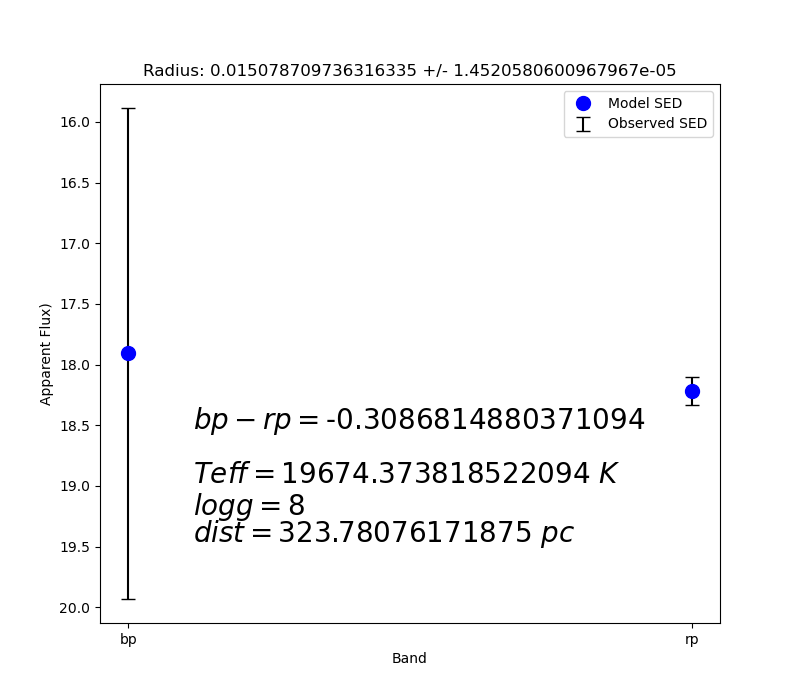 Radius: 0.015078709736316335 +/- 1.4520580600967967e-05
Model SED
Observed SED
Apparent Flux)
16.0
16.5
17.0
17.5
18.0
18.5
19.0
19.5
20.0
bp − rp = -0.3086814880371094
Teff = 19674.373818522094 K
logg = 8
dist = 323.78076171875 pc
bp rp
Band